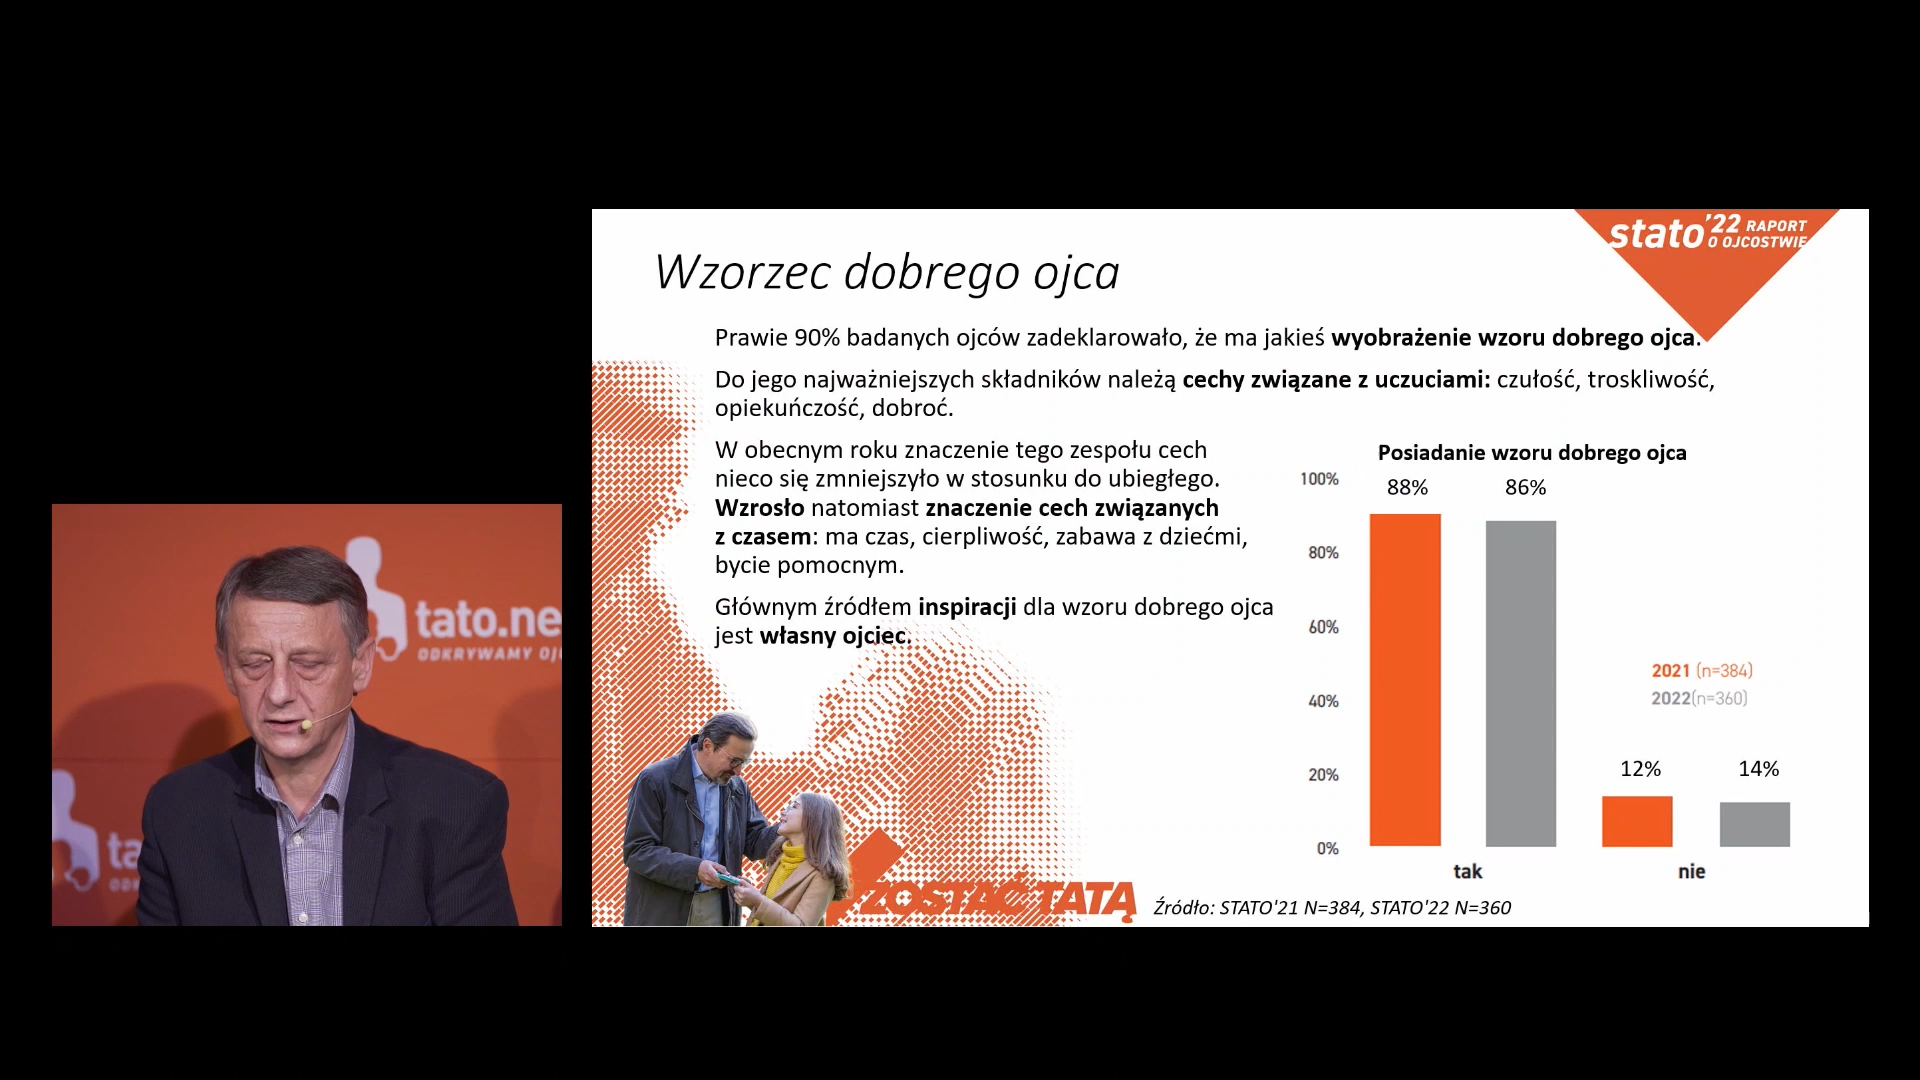 stato'22 RAPORT
O OJCOSTWIE
Wzorzec dobrego ojca
Prawie 90% badanych ojców zadeklarowało, że ma jakieś wyobrażenie wzoru dobrego ojca.
Do jego najważniejszych składników należą cechy związane z uczuciami: czułość, troskliwość,
opiekuńczość, dobroć.
W obecnym roku znaczenie tego zespołu cech
nieco się zmniejszyło w stosunku do ubiegłego.
Wzrosło natomiast znaczenie cech związanych
z czasem: ma czas, cierpliwość, zabawa z dziećmi,
bycie pomocnym.
Głównym źródłem inspiracji dla wzoru dobrego ojca
jest własny ojciec.
Posiadanie wzoru dobrego ojca
100%
80%
60%
40%
20%
0%
88%
86%
12%
14%
2021 (n=384)
2022(n=360)
tak
nie
ZOSTAĆ TATĄ
Źródło: STATO'21 N=384, STATO'22 N=360
tato.ne
ODKRYWAMY OJ
ta